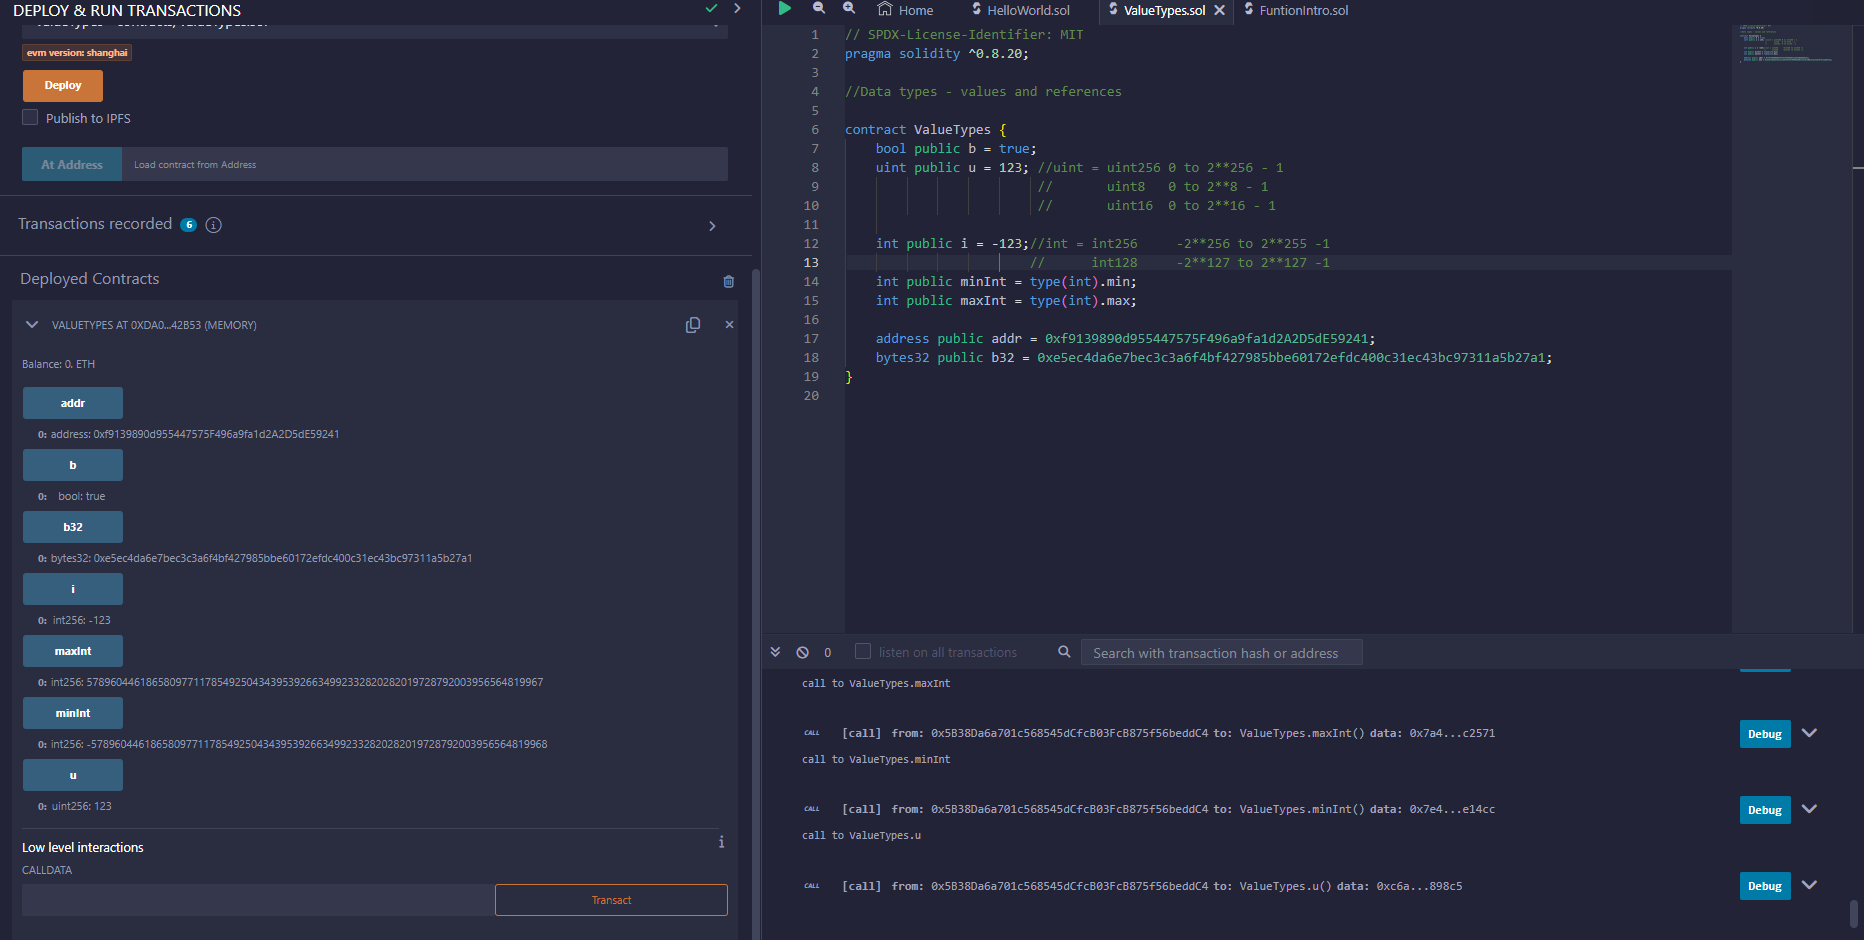 DEPLOY & RUN TRANSACTIONS
evm version: shanghai
Deploy
Publish to IPFS
At Address
Load contract from Address
Transactions recorded 6
Deployed Contracts
VALUETYPES AT 0XDA0...42B53 (MEMORY)
Balance: 0. ETH
addr
0: address: 0xf9139890d955447575F496a9fa1d2A2D5dE59241
b
0: bool: true
b32
0: bytes32: 0xe5ec4da6e7bec3c3a6f4bf427985bbe60172efdc400c31ec43bc97311a5b27a1
i
0: int256: -123
maxInt
0: int256: 57896044618658097711785492504343953926634992332820282019728792003956564819967
minInt
0: int256: -57896044618658097711785492504343953926634992332820282019728792003956564819968
u
0: uint256: 123
Low level interactions
CALLDATA
Transact
Home
HelloWorld.sol
ValueTypes.sol
FuntionIntro.sol
1 // SPDX-License-Identifier: MIT
2 pragma solidity ^0.8.20;
3
4 //Data types - values and references
5
6 contract ValueTypes {
7 bool public b = true;
8 uint public u = 123; //uint = uint256 0 to 2**256 - 1
9 // uint8 0 to 2**8 - 1
10 // uint16 0 to 2**16 - 1
11
12 int public i = -123;//int = int256 -2**256 to 2**255 -1
13 // int128 -2**127 to 2**127 -1
14 int public minInt = type(int).min;
15 int public maxInt = type(int).max;
16
17 address public addr = 0xf9139890d955447575F496a9fa1d2A2D5dE59241;
18 bytes32 public b32 = 0xe5ec4da6e7bec3c3a6f4bf427985bbe60172efdc400c31ec43bc97311a5b27a1;
19 }
20
0
listen on all transactions
Search with transaction hash or address
call to ValueTypes.maxInt
CALL [call] from: 0x5B38Da6a701c568545dCfcB03FcB875f56beddC4 to: ValueTypes.maxInt() data: 0x7a4...c2571
Debug
call to ValueTypes.minInt
CALL [call] from: 0x5B38Da6a701c568545dCfcB03FcB875f56beddC4 to: ValueTypes.minInt() data: 0x7e4...e14cc
Debug
call to ValueTypes.u
CALL [call] from: 0x5B38Da6a701c568545dCfcB03FcB875f56beddC4 to: ValueTypes.u() data: 0xc6a...898c5
Debug